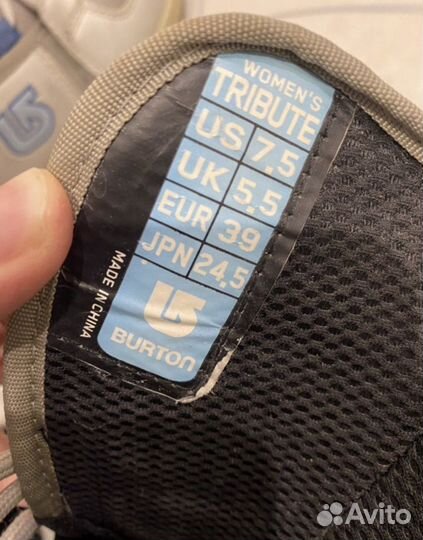 WOMEN'S
TRIBUTE
US 7.5
UK 5.5
EUR 39
JPN 24,5
BURTON
MADE IN CHINA
Avito